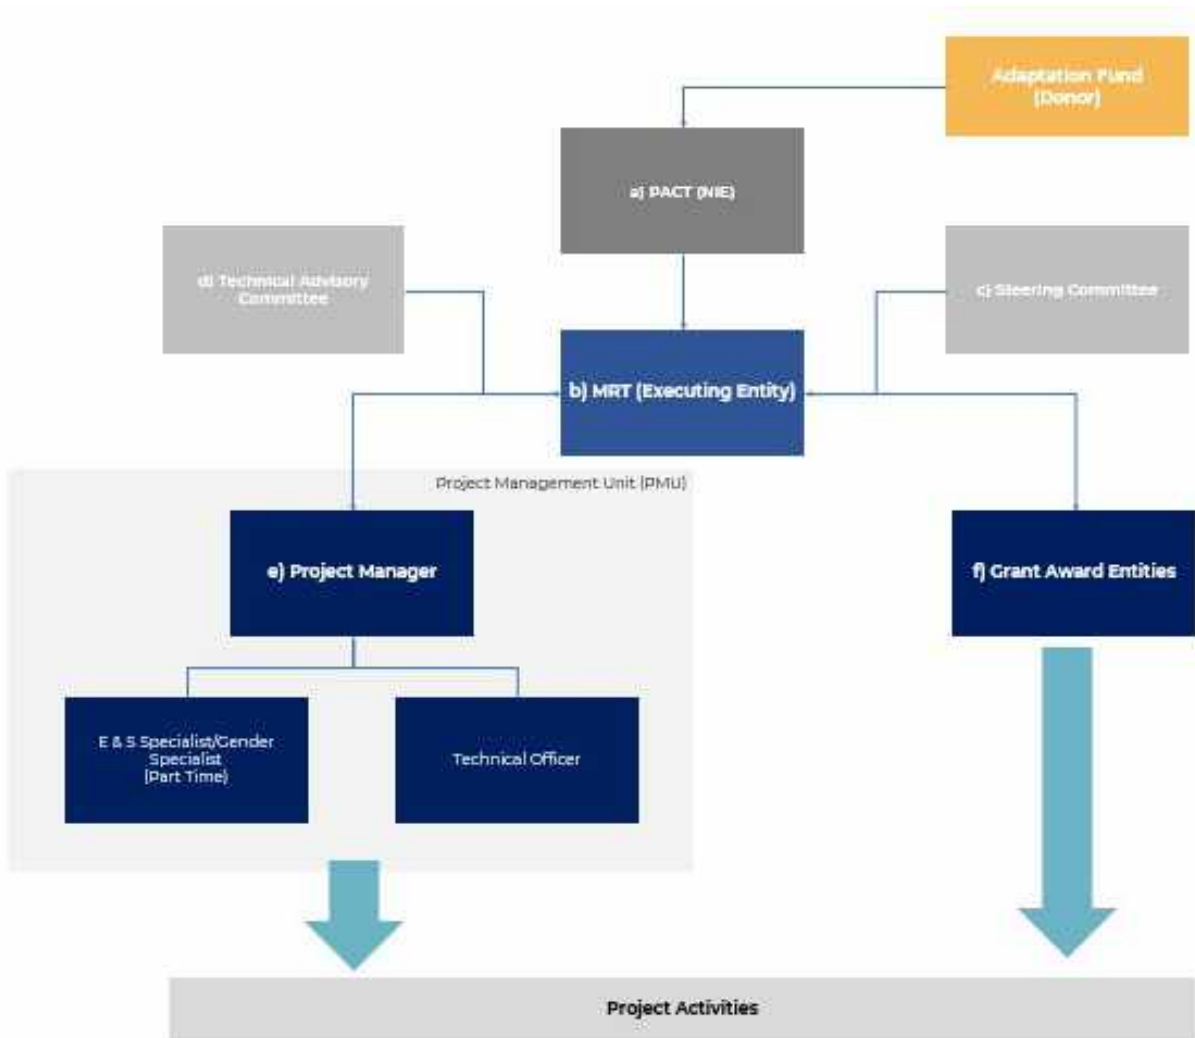 Adaptation Fund
(Donor)
a) PACT (NIE)
d) Technical Advisory
Committee
c) Steering Committee
b) MRT (Executing Entity)
Project Management Unit (PMU)
e) Project Manager
f) Grant Award Entities
E & S Specialist/Gender
Specialist
(Part Time)
Technical Officer
Project Activities